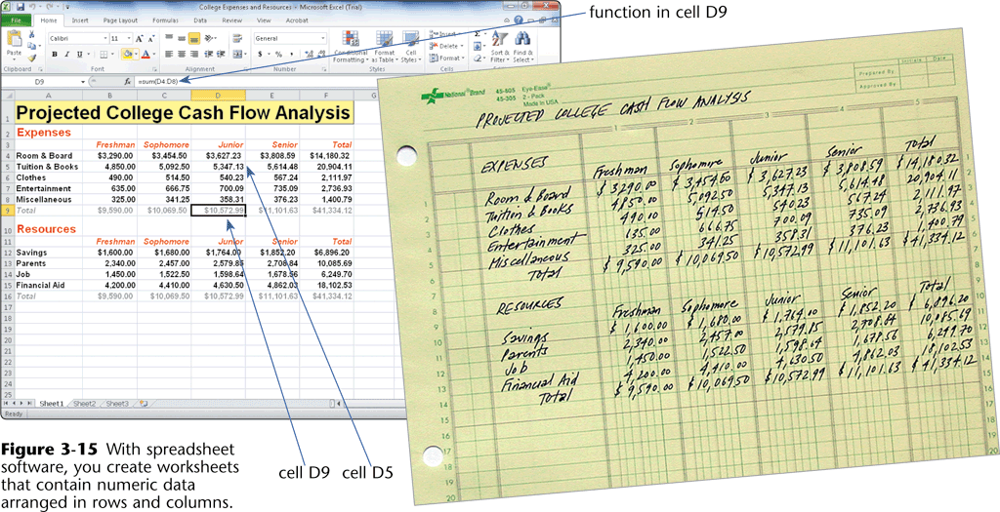 College Expenses and Resources - Microsoft Excel (Trial)
File Home Insert Page Layout Formulas Data Review View Acrobat
Calibri 11 General
Paste Conditional Formatting Format as Table Cell Styles Insert Delete Format Sort & Filter Find & Select
Clipboard Font Alignment Number Styles Cells Editing
D9 fx =sum(D4:D8)
function in cell D9
A B C D E F G
1 Projected College Cash Flow Analysis
2 Expenses
3 Freshman Sophomore Junior Senior Total
4 Room & Board $3,290.00 $3,454.50 $3,627.23 $3,808.59 $14,180.32
5 Tuition & Books 4,850.00 5,092.50 5,347.13 5,614.48 20,904.11
6 Clothes 490.00 514.50 540.23 567.24 2,111.97
7 Entertainment 635.00 666.75 700.09 735.09 2,736.93
8 Miscellaneous 325.00 341.25 358.31 376.23 1,400.79
9 Total $9,590.00 $10,069.50 $10,572.99 $11,101.63 $41,334.12
10 Resources
11 Freshman Sophomore Junior Senior Total
12 Savings $1,600.00 $1,680.00 $1,764.00 $1,852.20 $6,896.20
13 Parents 2,340.00 2,457.00 2,579.85 2,708.84 10,085.69
14 Job 1,450.00 1,522.50 1,598.64 1,678.56 6,249.70
15 Financial Aid 4,200.00 4,410.00 4,630.50 4,862.03 18,102.53
16 Total $9,590.00 $10,069.50 $10,572.99 $11,101.63 $41,334.12
17
18
19
20
21
22
23
24
25
Sheet1 Sheet2 Sheet3
Ready
cell D9 cell D5
Figure 3-15 With spreadsheet
software, you create worksheets
that contain numeric data
arranged in rows and columns.
National Brand 45-605 Eye-Ease
45-305 2 - Pack
Made in USA
Initials Date
Prepared By
Approved By
PROJECTED COLLEGE CASH FLOW ANALYSIS
1 2 3 4 5
EXPENSES Freshman Sophomore Junior Senior Total
Room & Board $3290.00 $3,454.50 $3,627.23 $3,808.59 $14,180.32
Tuition & Books 4850.00 5,092.50 5,347.13 5,614.48 20,904.11
Clothes 490.00 514.50 540.23 567.24 2,111.97
Entertainment 635.00 666.75 700.09 735.09 2,736.93
Miscellaneous 325.00 341.25 358.31 376.23 1,400.79
Total $9,590.00 $10,069.50 $10,572.99 $11,101.63 $41,334.12
RESOURCES Freshman Sophomore Junior Senior Total
Savings $1,600.00 $1,680.00 $1,764.00 $1,852.20 $6,896.20
Parents 2,340.00 2,457.00 2,579.85 2,708.84 10,085.69
Job 1,450.00 1,522.50 1,598.64 1,678.56 6,249.70
Financial Aid 4,200.00 4,410.00 4,630.50 4,862.03 18,102.53
Total $9,590.00 $10,069.50 $10,572.99 $11,101.63 $41,334.12